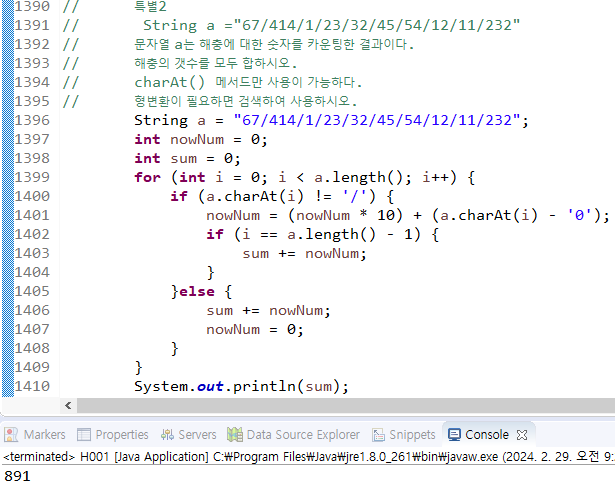 1390 //       특별2
1391 //        String a ="67/414/1/23/32/45/54/12/11/232"
1392 //       문자열 a는 해충에 대한 숫자를 카운팅한 결과이다.
1393 //       해충의 갯수를 모두 합하시오.
1394 //       charAt() 메서드만 사용이 가능하다.
1395 //       형변환이 필요하면 검색하여 사용하시오.
1396         String a = "67/414/1/23/32/45/54/12/11/232";
1397         int nowNum = 0;
1398         int sum = 0;
1399         for (int i = 0; i < a.length(); i++) {
1400             if (a.charAt(i) != '/') {
1401                 nowNum = (nowNum * 10) + (a.charAt(i) - '0');
1402                 if (i == a.length() - 1) {
1403                     sum += nowNum;
1404                 }
1405             }else {
1406                 sum += nowNum;
1407                 nowNum = 0;
1408             }
1409         }
1410         System.out.println(sum);
Markers Properties Servers Data Source Explorer Snippets Console
<terminated> H001 [Java Application] C:\Program Files\Java\jre1.8.0_261\bin\javaw.exe (2024. 2. 29. 오전 9:
891